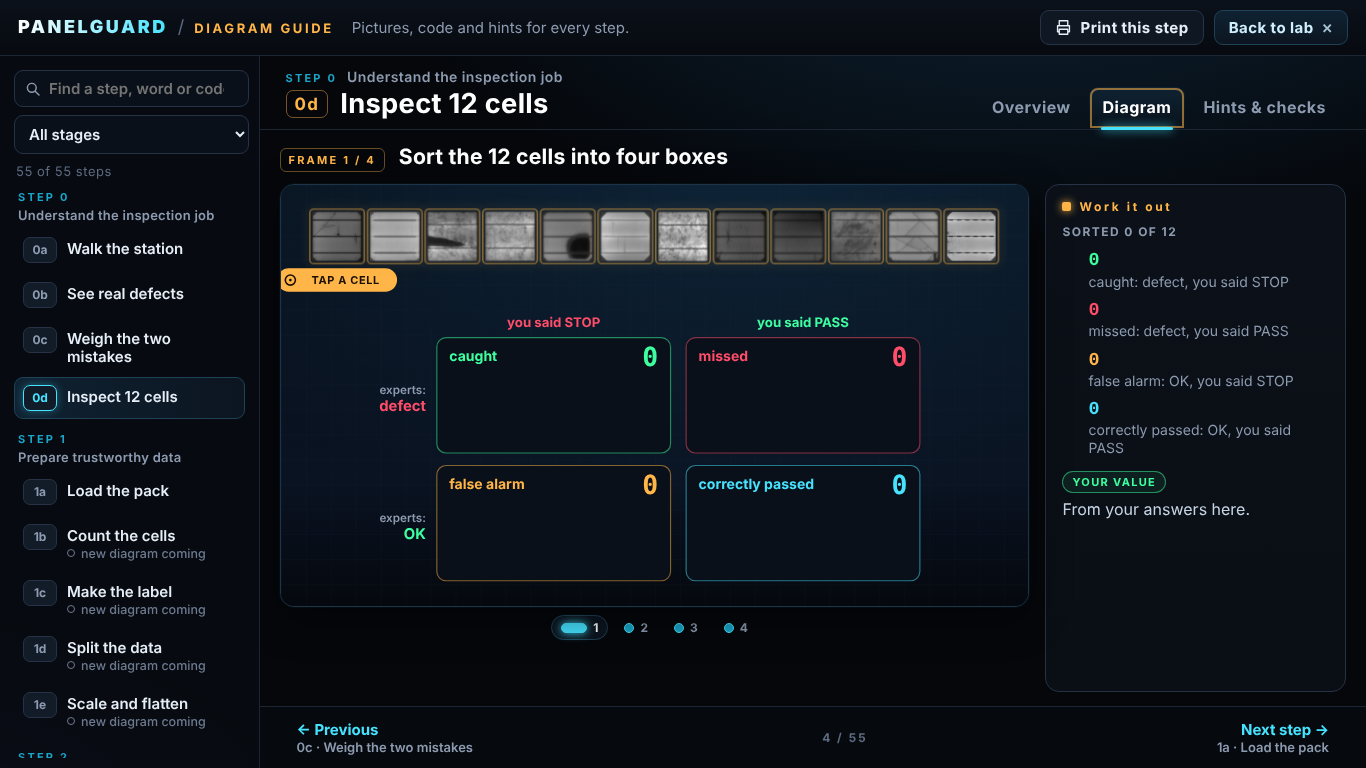 PANELGUARD / DIAGRAM GUIDE Pictures, code and hints for every step.
Print this step
Back to lab ×
Find a step, word or cod
All stages
55 of 55 steps
STEP 0
Understand the inspection job
0a Walk the station
0b See real defects
0c Weigh the two
mistakes
0d Inspect 12 cells
STEP 1
Prepare trustworthy data
1a Load the pack
1b Count the cells
new diagram coming
1c Make the label
new diagram coming
1d Split the data
new diagram coming
1e Scale and flatten
new diagram coming
STEP 2
STEP 0 Understand the inspection job
0d Inspect 12 cells
Overview
Diagram
Hints & checks
FRAME 1 / 4 Sort the 12 cells into four boxes
TAP A CELL
you said STOP
you said PASS
experts:
defect
caught 0
missed 0
experts:
OK
false alarm 0
correctly passed 0
1
2
3
4
Work it out
SORTED 0 OF 12
0
caught: defect, you said STOP
0
missed: defect, you said PASS
0
false alarm: OK, you said STOP
0
correctly passed: OK, you said
PASS
YOUR VALUE
From your answers here.
← Previous
0c · Weigh the two mistakes
4 / 55
Next step →
1a · Load the pack